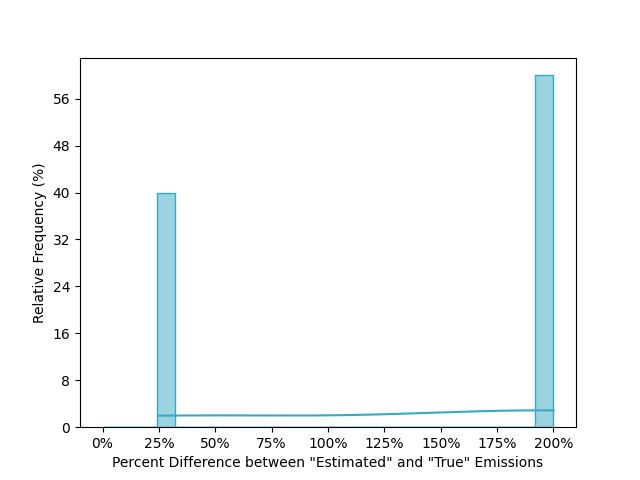 Relative Frequency (%)
56
48
40
32
24
16
8
0
0% 25% 50% 75% 100% 125% 150% 175% 200%
Percent Difference between "Estimated" and "True" Emissions